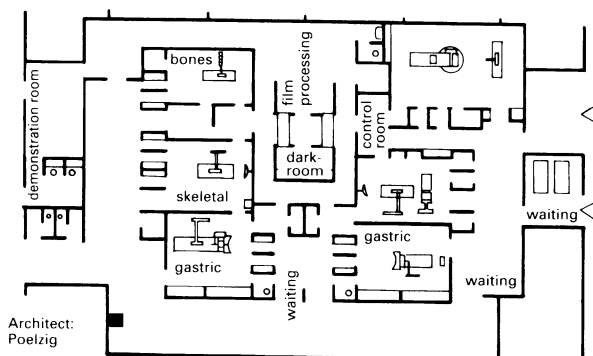 bones
film
processing
demonstration room
control
room
dark-
room
skeletal
waiting
gastric
gastric
waiting
waiting
Architect:
Poelzig